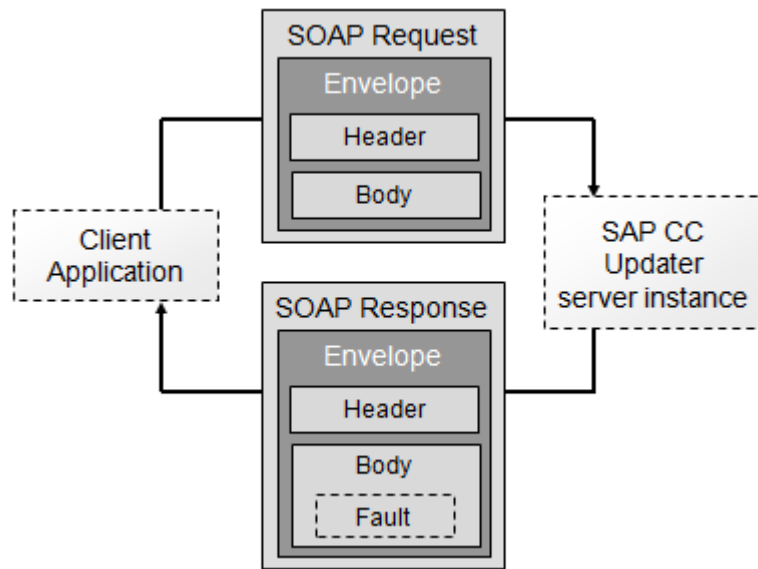 SOAP Request
Envelope
Header
Body
Client
Application
SAP CC
Updater
server instance
SOAP Response
Envelope
Header
Body
Fault